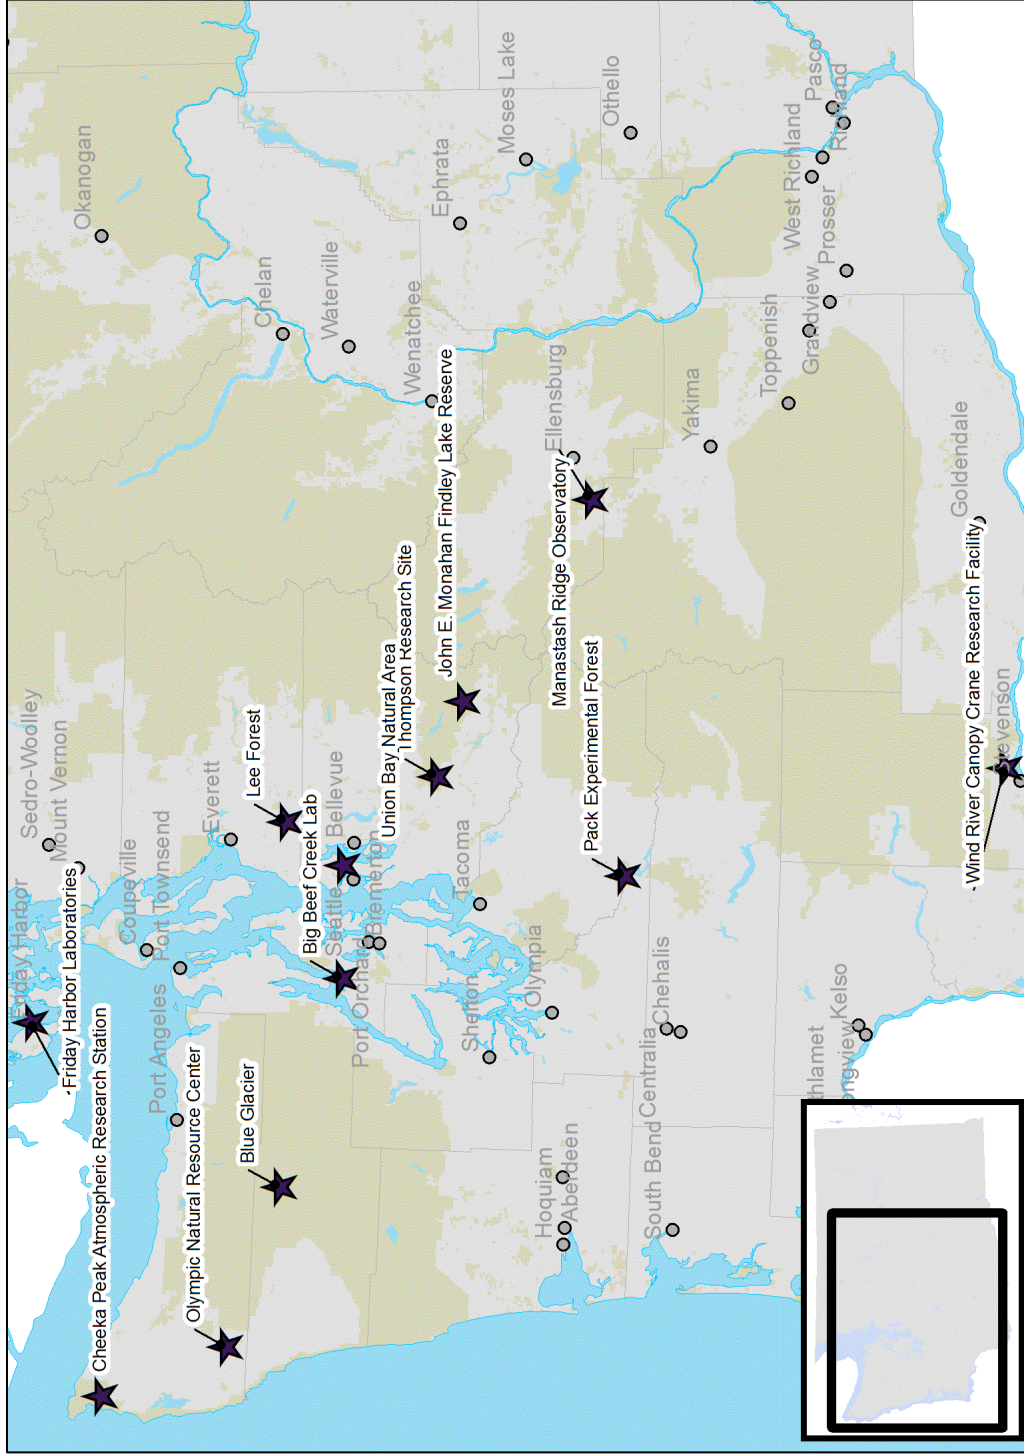 Sedro-Woolley
Mount Vernon
Friday Harbor
Friday Harbor Laboratories
Cheeka Peak Atmospheric Research Station
Coupeville
Port Townsend
Port Angeles
Okanogan
Olympic Natural Resource Center
Everett
Lee Forest
Blue Glacier
Chelan
Waterville
Big Beef Creek Lab
Seattle
Bellevue
Port Orchard
Bremerton
Union Bay Natural Area
Thompson Research Site
Wenatchee
Ephrata
John E. Monahan Findley Lake Reserve
Tacoma
Shelton
Moses Lake
Olympia
Hoquiam
Aberdeen
Manastash Ridge Observatory
Ellensburg
Othello
Pack Experimental Forest
Centralia
Chehalis
South Bend
Yakima
Toppenish
Grandview
Prosser
West Richland
Pasco
Richland
Kelso
Goldendale
Wind River Canopy Crane Research Facility